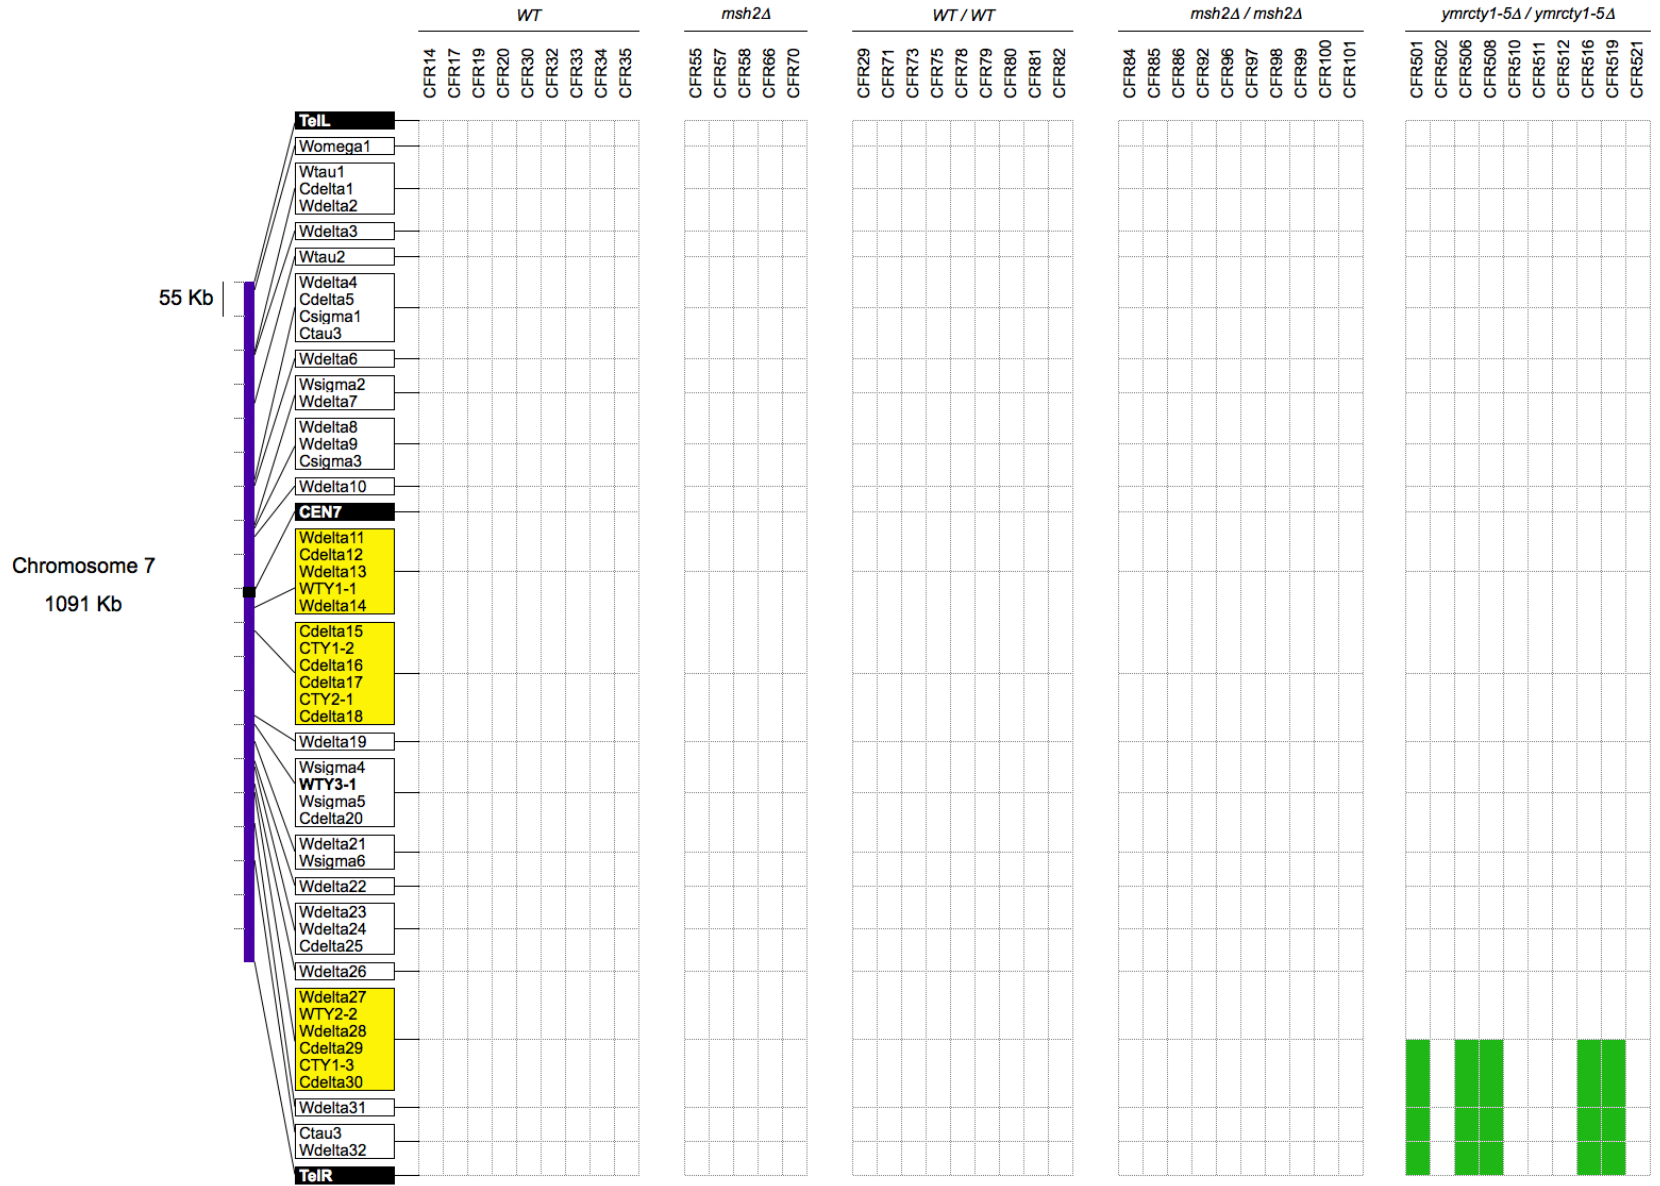 WT
msh2Δ
WT / WT
msh2Δ / msh2Δ
ymrcty1-5Δ / ymrcty1-5Δ
CFR14
CFR17
CFR19
CFR20
CFR30
CFR32
CFR33
CFR34
CFR35
CFR55
CFR57
CFR58
CFR66
CFR70
CFR29
CFR71
CFR73
CFR75
CFR78
CFR79
CFR80
CFR81
CFR82
CFR84
CFR85
CFR86
CFR92
CFR96
CFR97
CFR98
CFR99
CFR100
CFR101
CFR501
CFR502
CFR506
CFR508
CFR510
CFR511
CFR512
CFR516
CFR519
CFR521
55 Kb
Chromosome 7
1091 Kb
TelL
Womega1
Wtau1
Cdelta1
Wdelta2
Wdelta3
Wtau2
Wdelta4
Cdelta5
Csigma1
Ctau3
Wdelta6
Wsigma2
Wdelta7
Wdelta8
Wdelta9
Csigma3
Wdelta10
CEN7
Wdelta11
Cdelta12
Wdelta13
WTY1-1
Wdelta14
Cdelta15
CTY1-2
Cdelta16
Cdelta17
CTY2-1
Cdelta18
Wdelta19
Wsigma4
WTY3-1
Wsigma5
Cdelta20
Wdelta21
Wsigma6
Wdelta22
Wdelta23
Wdelta24
Cdelta25
Wdelta26
Wdelta27
WTY2-2
Wdelta28
Cdelta29
CTY1-3
Cdelta30
Wdelta31
Ctau3
Wdelta32
TelR